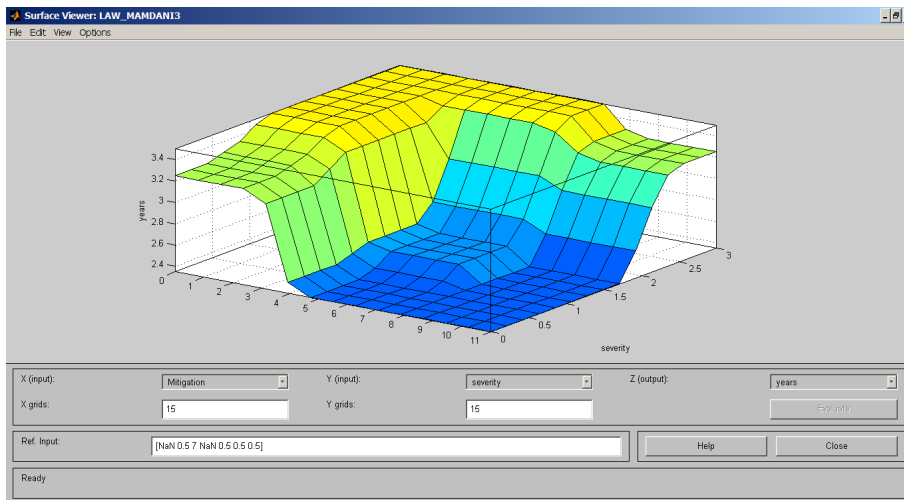 Surface Viewer: LAW_MAMDANI3
File Edit View Options
3.4
3.2
3
2.8
2.6
2.4
years
0
1
2
3
4
5
6
7
8
9
10
11
0
0.5
1
1.5
2
2.5
3
severity
X (input):
Mitigation
Y (input):
severity
Z (output):
years
X grids:
15
Y grids:
15
Evaluate
Ref. Input:
[NaN 0.5 7 NaN 0.5 0.5 0.5]
Help
Close
Ready